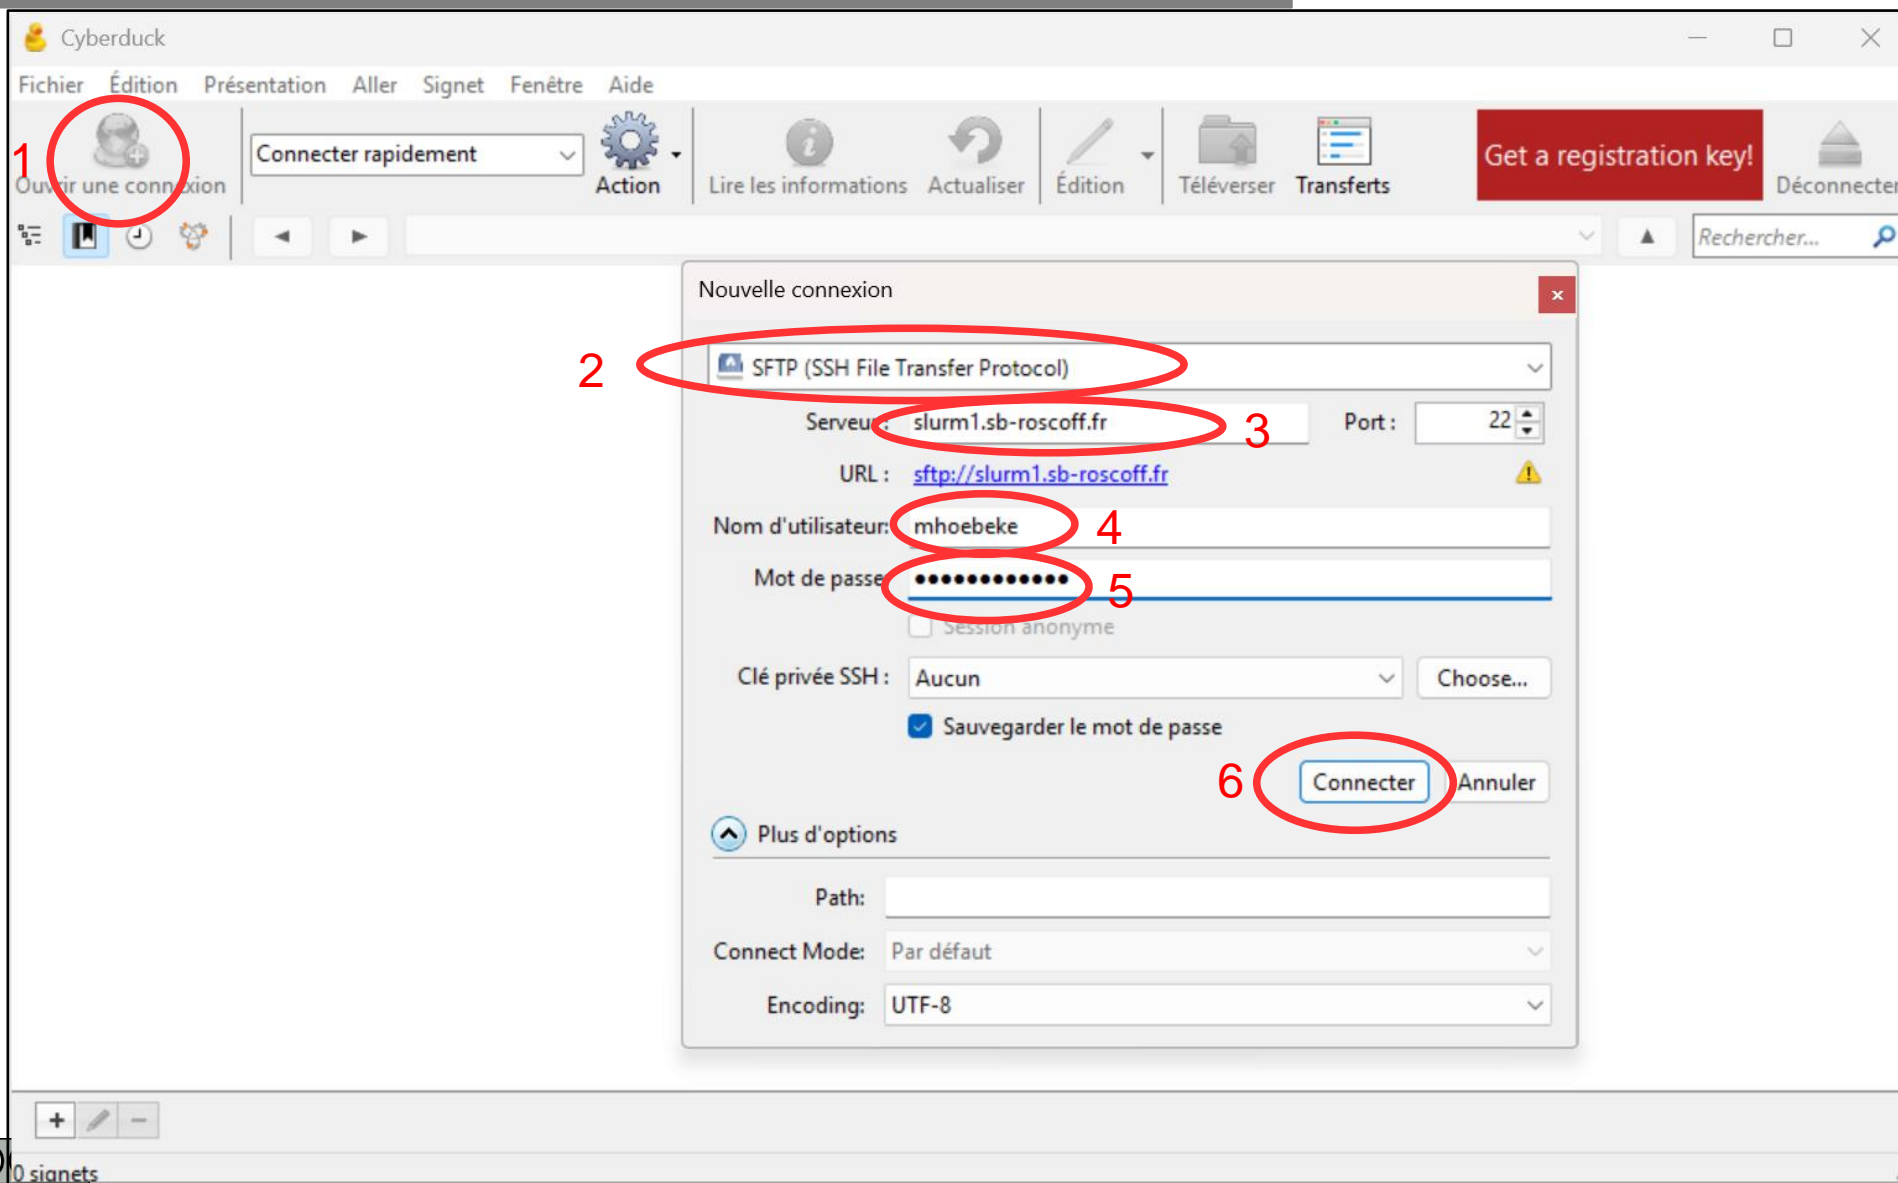 Cyberduck
Fichier Édition Présentation Aller Signet Fenêtre Aide
1
Connecter rapidement
Get a registration key!
Ouvrir une connexion Action Lire les informations Actualiser Édition Téléverser Transferts Déconnecter
Rechercher...
Nouvelle connexion
2 SFTP (SSH File Transfer Protocol)
Serveur : slurm1.sb-roscoff.fr 3 Port : 22
URL : sftp://slurm1.sb-roscoff.fr
Nom d'utilisateur: mhoebeke 4
Mot de passe ●●●●●●●●●●●● 5
Session anonyme
Clé privée SSH : Aucun Choose...
Sauvegarder le mot de passe
6 Connecter Annuler
Plus d'options
Path:
Connect Mode: Par défaut
Encoding: UTF-8
0 signets